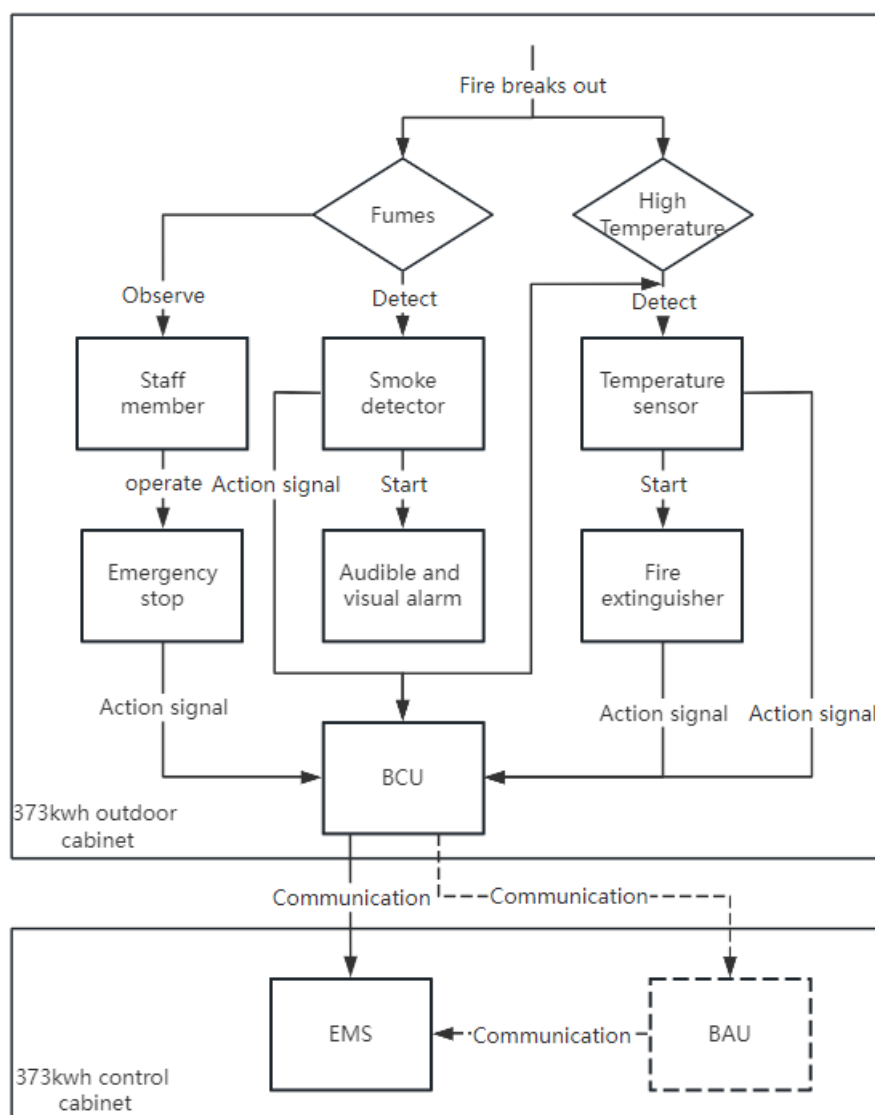 Fire breaks out
Fumes
High
Temperature
Observe
Detect
Detect
Staff
member
Smoke
detector
Temperature
sensor
operate
Action signal
Start
Start
Emergency
stop
Audible and
visual alarm
Fire
extinguisher
Action signal
Action signal
Action signal
BCU
373kwh outdoor
cabinet
Communication
Communication
EMS
Communication
BAU
373kwh control
cabinet